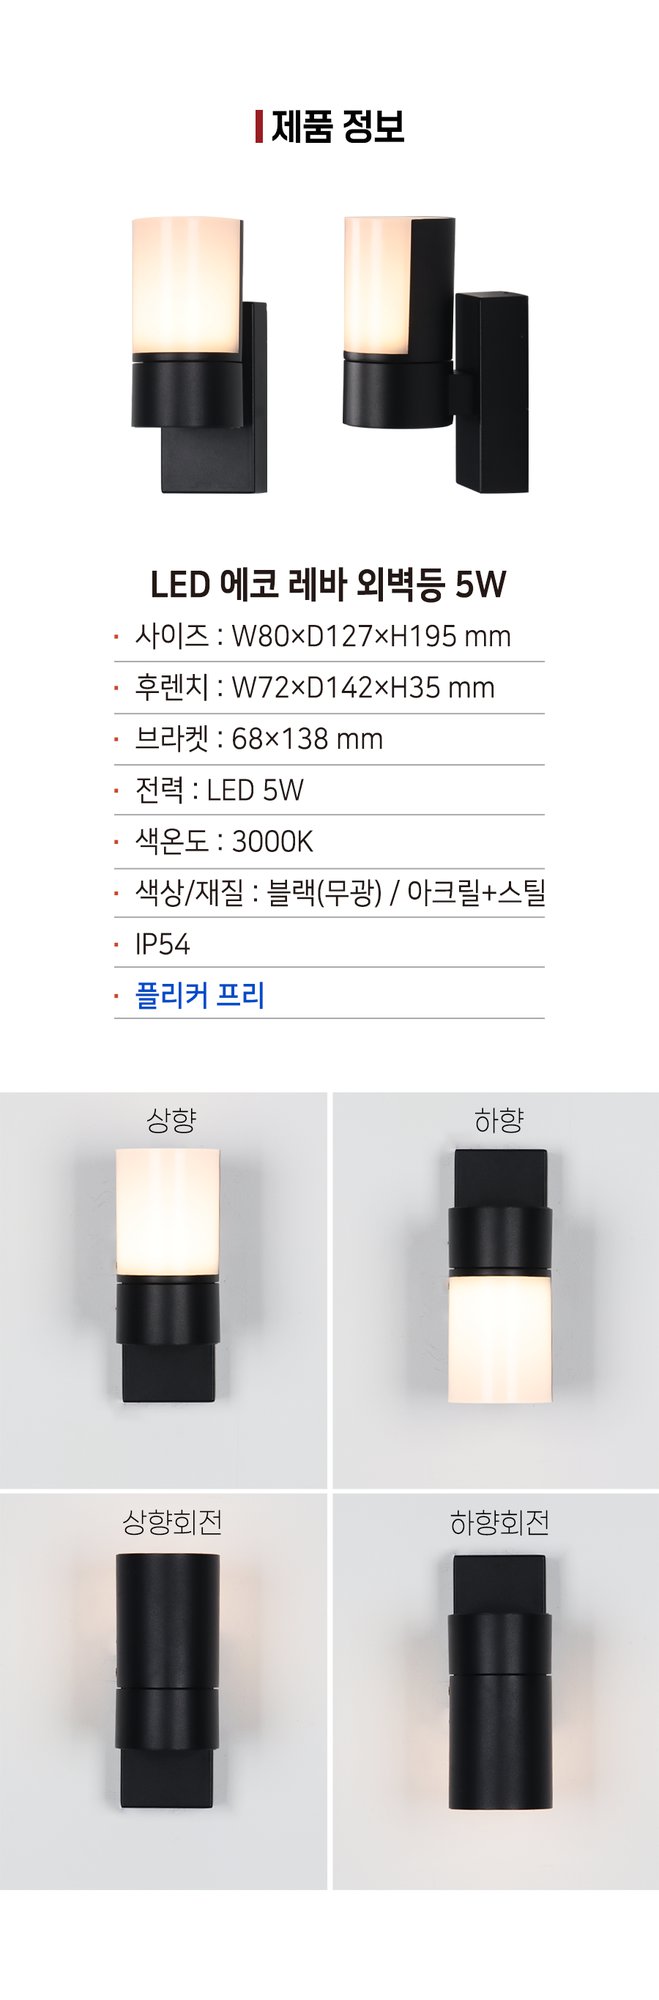 제품 정보
LED 에코 레바 외벽등 5W
· 사이즈 : W80×D127×H195 mm
· 후렌치 : W72×D142×H35 mm
· 브라켓 : 68×138 mm
· 전력 : LED 5W
· 색온도 : 3000K
· 색상/재질 : 블랙(무광) / 아크릴+스틸
· IP54
· 플리커 프리
상향
하향
상향회전
하향회전